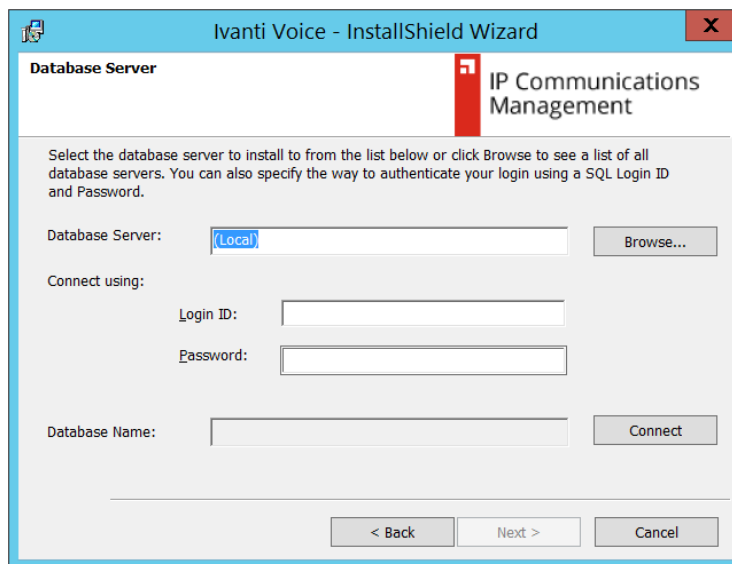 Ivanti Voice - InstallShield Wizard
X
Database Server
IP Communications
Management
Select the database server to install to from the list below or click Browse to see a list of all
database servers. You can also specify the way to authenticate your login using a SQL Login ID
and Password.
Database Server:
(Local)
Browse...
Connect using:
Login ID:
Password:
Database Name:
Connect
< Back
Next >
Cancel